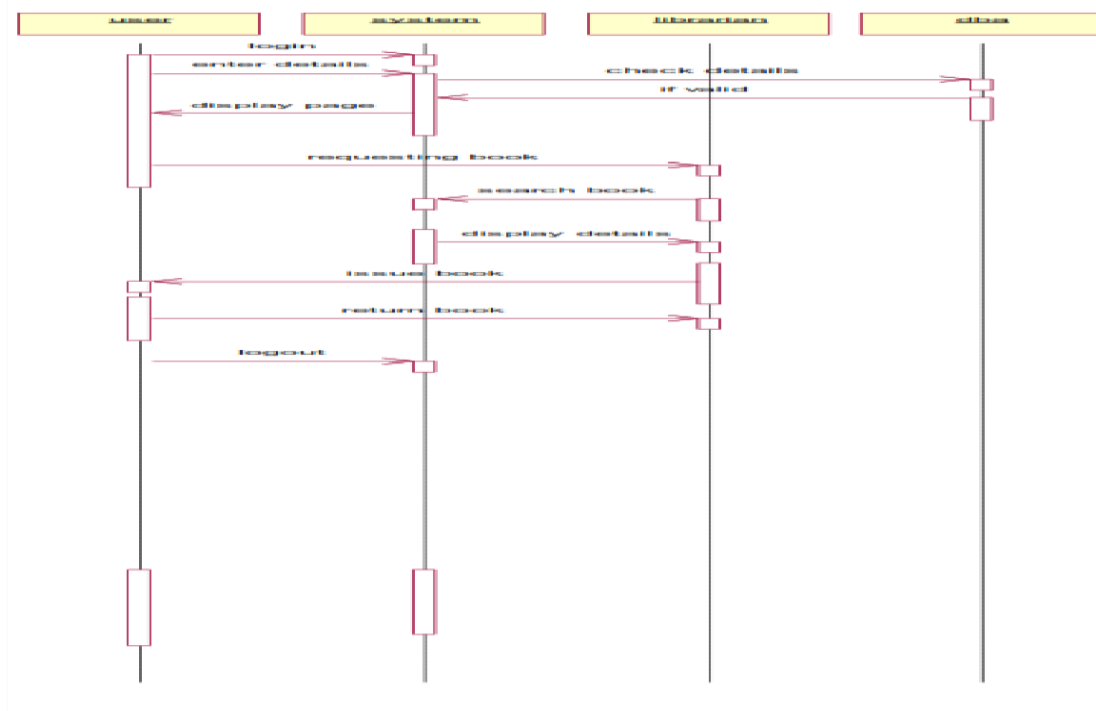 user
system
librarian
dba
login
enter details
check details
if valid
display page
requesting book
search book
display details
issue book
return book
logout